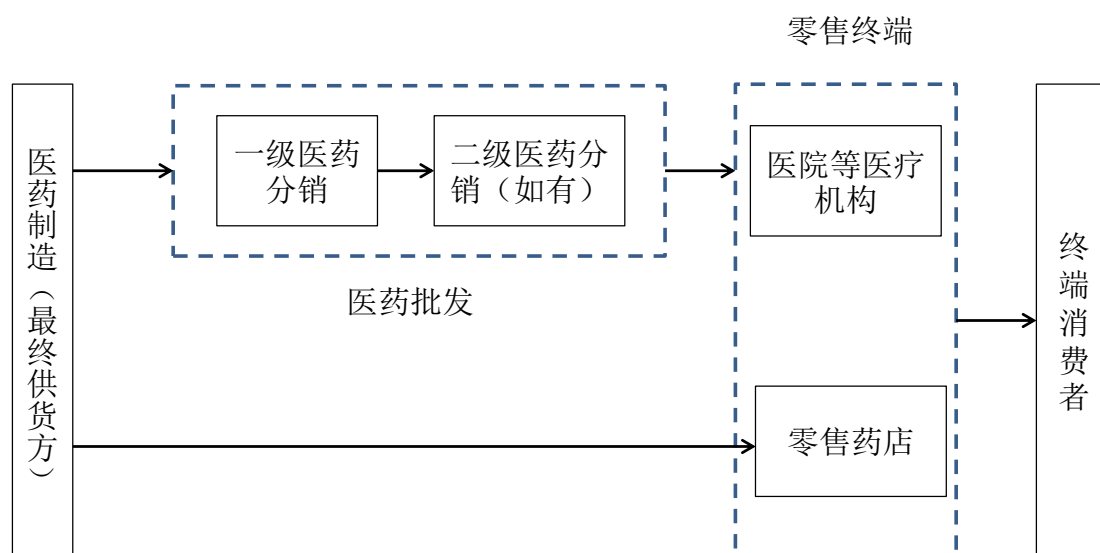 零售终端
医药制造（最终供货方）
一级医药
分销
二级医药分
销（如有）
医药批发
医院等医疗
机构
零售药店
终端消费者